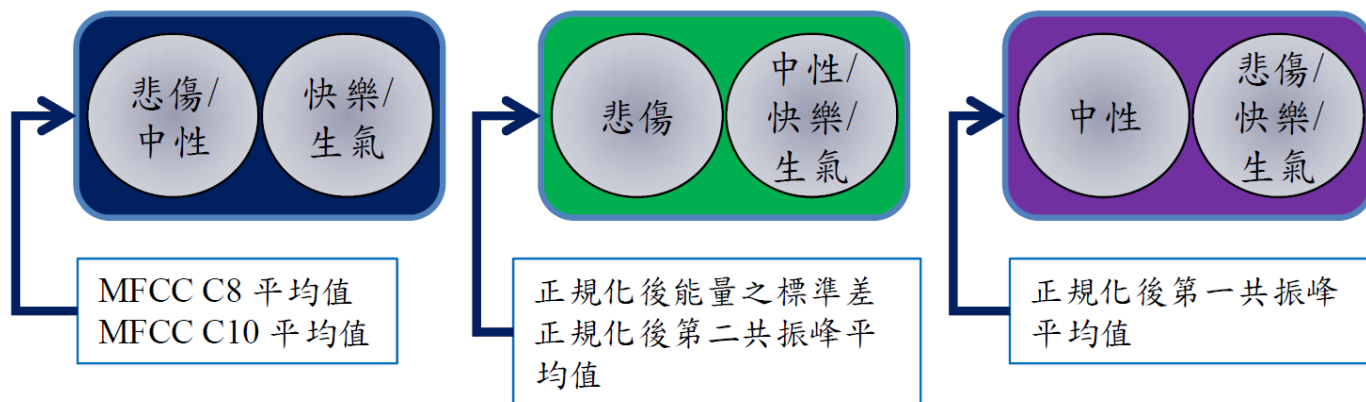 悲傷/
中性
快樂/
生氣
悲傷
中性/
快樂/
生氣
中性
悲傷/
快樂/
生氣
MFCC C8 平均值
MFCC C10 平均值
正規化後能量之標準差
正規化後第二共振峰平
均值
正規化後第一共振峰
平均值